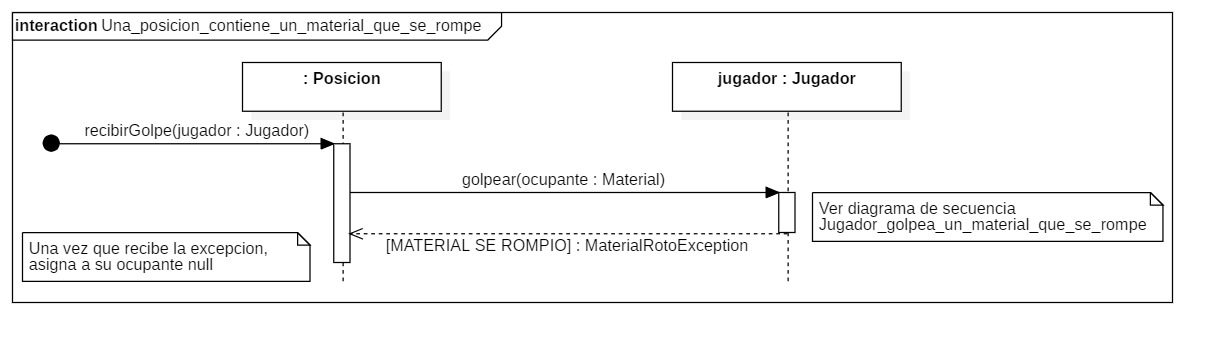 interaction Una_posicion_contiene_un_material_que_se_rompe
: Posicion
jugador : Jugador
recibirGolpe(jugador : Jugador)
golpear(ocupante : Material)
Ver diagrama de secuencia
Jugador_golpea_un_material_que_se_rompe
[MATERIAL SE ROMPIO] : MaterialRotoException
Una vez que recibe la excepcion,
asigna a su ocupante null